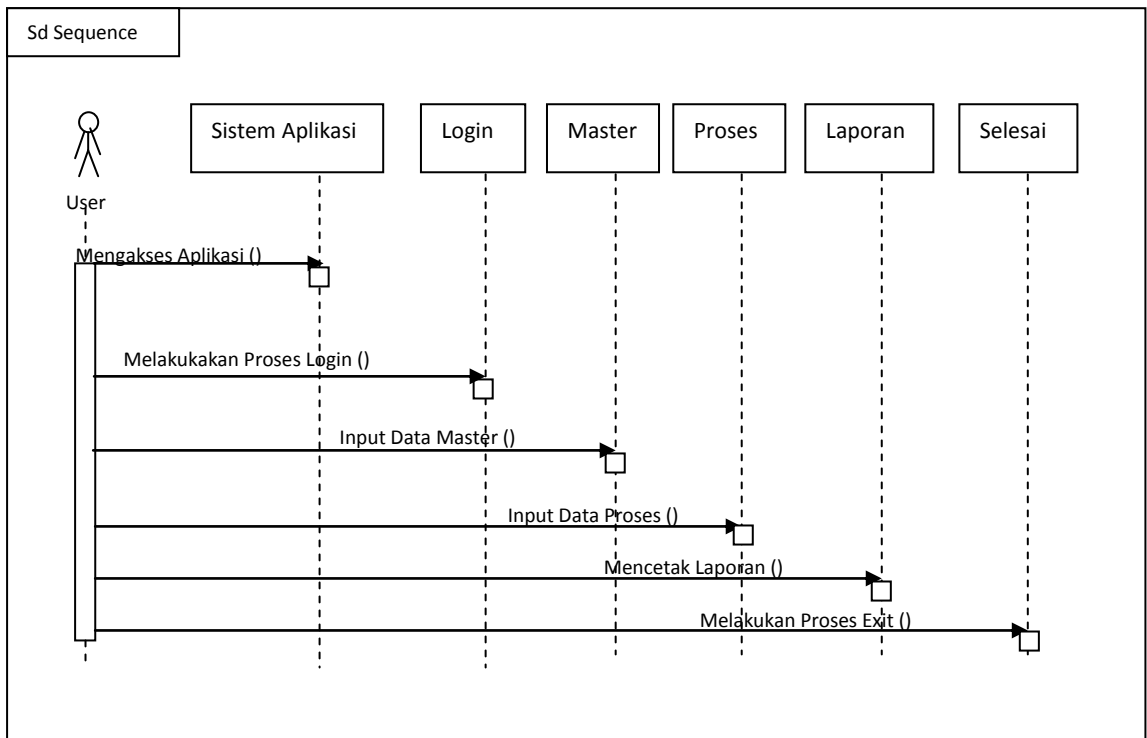 Sd Sequence
Sistem Aplikasi
Login
Master
Proses
Laporan
Selesai
User
Mengakses Aplikasi ()
Melakukakan Proses Login ()
Input Data Master ()
Input Data Proses ()
Mencetak Laporan ()
Melakukan Proses Exit ()